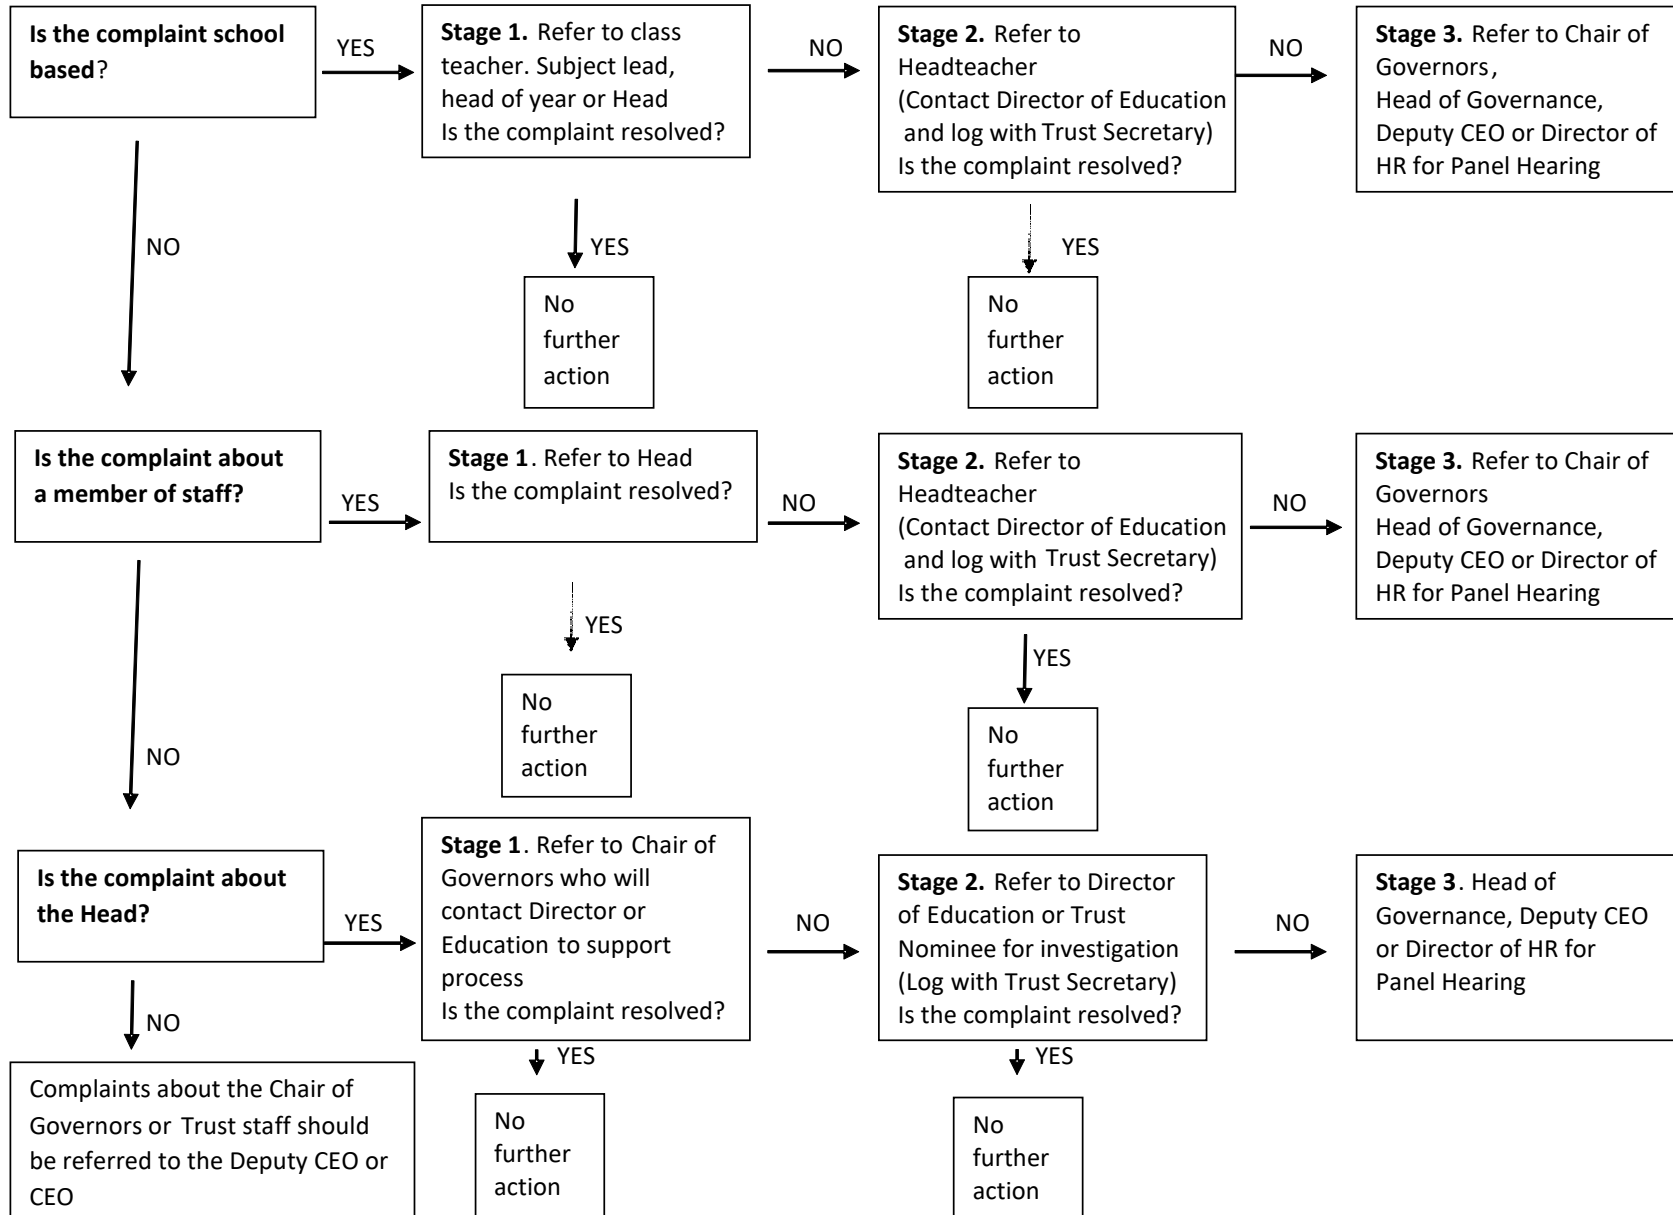 Is the complaint school
based?
YES
Stage 1. Refer to class
teacher. Subject lead,
head of year or Head
Is the complaint resolved?
NO
Stage 2. Refer to
Headteacher
(Contact Director of Education
and log with Trust Secretary)
Is the complaint resolved?
NO
Stage 3. Refer to Chair of
Governors,
Head of Governance,
Deputy CEO or Director of
HR for Panel Hearing
NO
YES
No
further
action
YES
No
further
action
Is the complaint about
a member of staff?
YES
Stage 1. Refer to Head
Is the complaint resolved?
NO
Stage 2. Refer to
Headteacher
(Contact Director of Education
and log with Trust Secretary)
Is the complaint resolved?
NO
Stage 3. Refer to Chair of
Governors
Head of Governance,
Deputy CEO or Director of
HR for Panel Hearing
NO
YES
No
further
action
YES
No
further
action
Is the complaint about
the Head?
YES
Stage 1. Refer to Chair of
Governors who will
contact Director or
Education to support
process
Is the complaint resolved?
NO
Stage 2. Refer to Director
of Education or Trust
Nominee for investigation
(Log with Trust Secretary)
Is the complaint resolved?
NO
Stage 3. Head of
Governance, Deputy CEO
or Director of HR for
Panel Hearing
NO
Complaints about the Chair of
Governors or Trust staff should
be referred to the Deputy CEO or
CEO
YES
No
further
action
YES
No
further
action